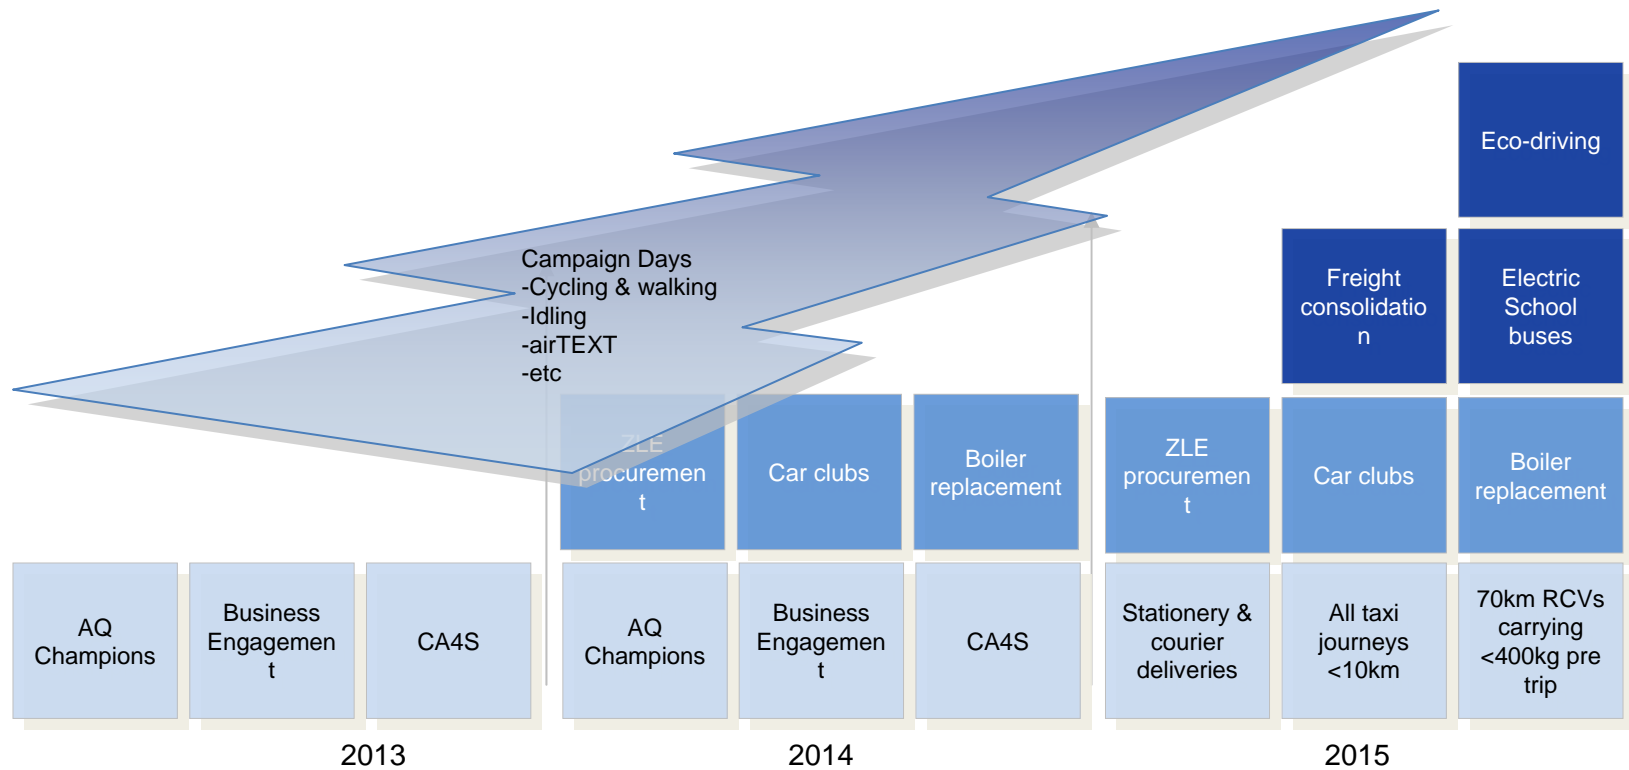 Eco-driving
Freight
consolidatio
n
Electric
School
buses
Campaign Days
-Cycling & walking
-Idling
-airTEXT
-etc
ZLE
procuremen
t
Car clubs
Boiler
replacement
ZLE
procuremen
t
Car clubs
Boiler
replacement
AQ
Champions
Business
Engagemen
t
CA4S
AQ
Champions
Business
Engagemen
t
CA4S
Stationery &
courier
deliveries
All taxi
journeys
<10km
70km RCVs
carrying
<400kg pre
trip
2013
2014
2015